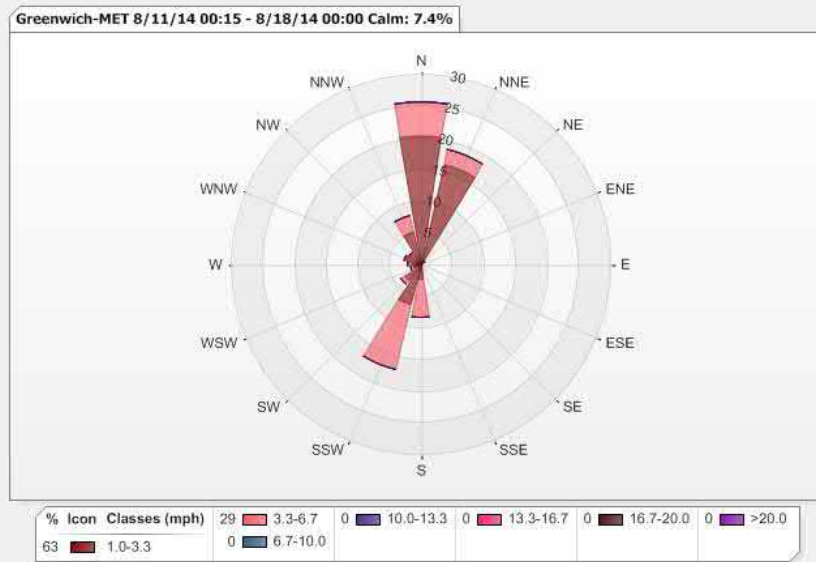 Greenwich-MET 8/11/14 00:15 - 8/18/14 00:00 Calm: 7.4%
N
NNW 30 NNE
NW 25 NE
20
15
WNW 10 ENE
5
W E
WSW ESE
SW SE
SSW SSE
S
% Icon Classes (mph) 29 3.3-6.7 0 10.0-13.3 0 13.3-16.7 0 16.7-20.0 0 >20.0
63 1.0-3.3 0 6.7-10.0